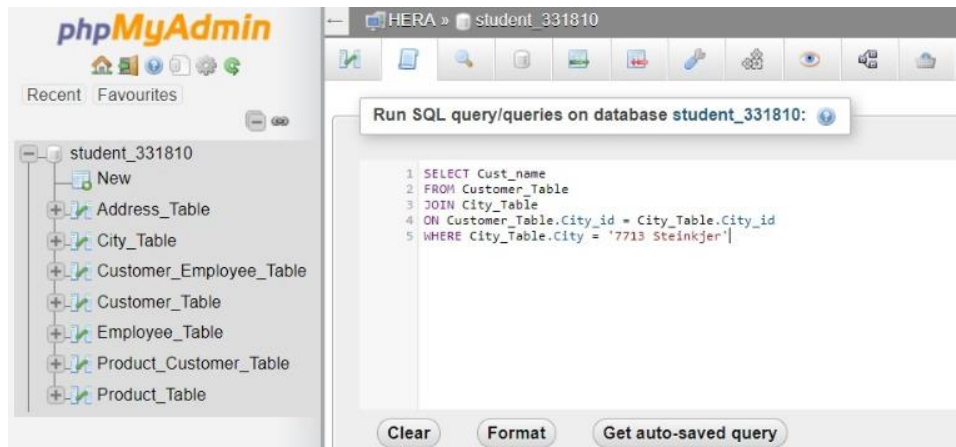 phpMyAdmin
Recent Favourites
student_331810
New
Address_Table
City_Table
Customer_Employee_Table
Customer_Table
Employee_Table
Product_Customer_Table
Product_Table
HERA » student_331810
Run SQL query/queries on database student_331810:
1 SELECT Cust_name
2 FROM Customer_Table
3 JOIN City_Table
4 ON Customer_Table.City_id = City_Table.City_id
5 WHERE City_Table.City = '7713 Steinkjer'
Clear Format Get auto-saved query